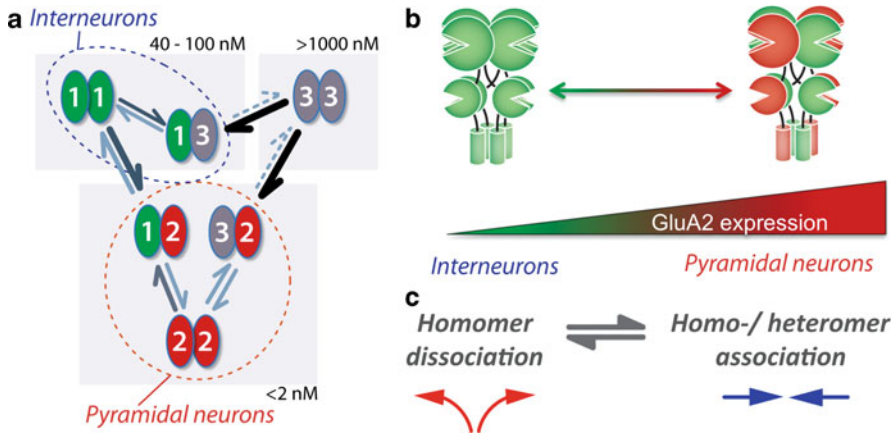 a
Interneurons
40 - 100 nM
>1000 nM
1 1
1 3
3 3
1 2
3 2
2 2
<2 nM
Pyramidal neurons
b
GluA2 expression
Interneurons
Pyramidal neurons
c
Homomer
dissociation
Homo-/ heteromer
association